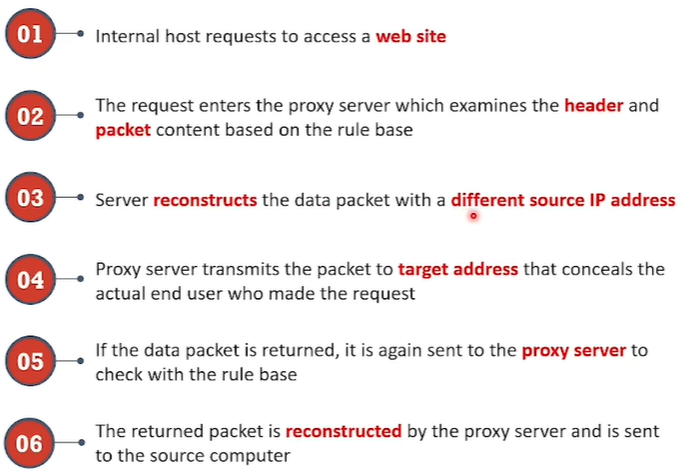 01
Internal host requests to access a web site
02
The request enters the proxy server which examines the header and
packet content based on the rule base
03
Server reconstructs the data packet with a different source IP address
04
Proxy server transmits the packet to target address that conceals the
actual end user who made the request
05
If the data packet is returned, it is again sent to the proxy server to
check with the rule base
06
The returned packet is reconstructed by the proxy server and is sent
to the source computer